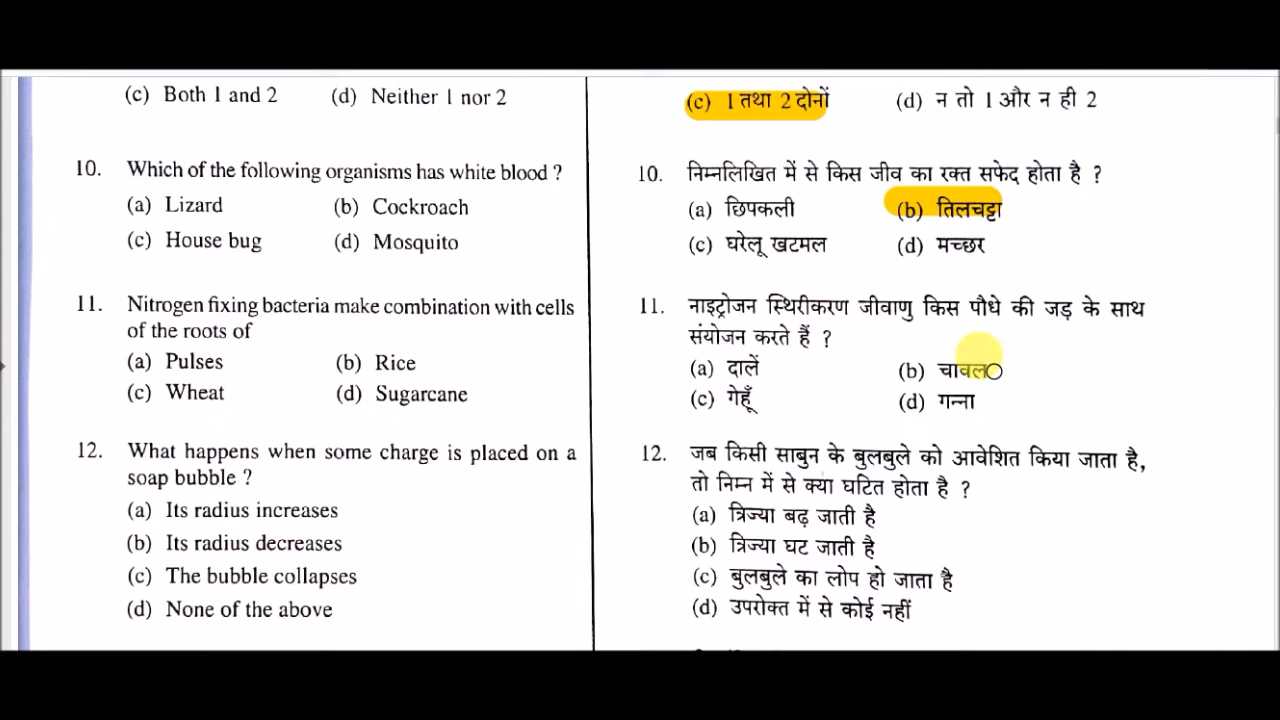 (c) Both 1 and 2 (d) Neither 1 nor 2
10. Which of the following organisms has white blood ?
(a) Lizard (b) Cockroach
(c) House bug (d) Mosquito
11. Nitrogen fixing bacteria make combination with cells
of the roots of
(a) Pulses (b) Rice
(c) Wheat (d) Sugarcane
12. What happens when some charge is placed on a
soap bubble ?
(a) Its radius increases
(b) Its radius decreases
(c) The bubble collapses
(d) None of the above
(c) 1 तथा 2 दोनों (d) न तो 1 और न ही 2
10. निम्नलिखित में से किस जीव का रक्त सफेद होता है ?
(a) छिपकली (b) तिलचट्टा
(c) घरेलू खटमल (d) मच्छर
11. नाइट्रोजन स्थिरीकरण जीवाणु किस पौधे की जड़ के साथ
संयोजन करते हैं ?
(a) दालें (b) चावल
(c) गेहूँ (d) गन्ना
12. जब किसी साबुन के बुलबुले को आवेशित किया जाता है,
तो निम्न में से क्या घटित होता है ?
(a) त्रिज्या बढ़ जाती है
(b) त्रिज्या घट जाती है
(c) बुलबुले का लोप हो जाता है
(d) उपरोक्त में से कोई नहीं